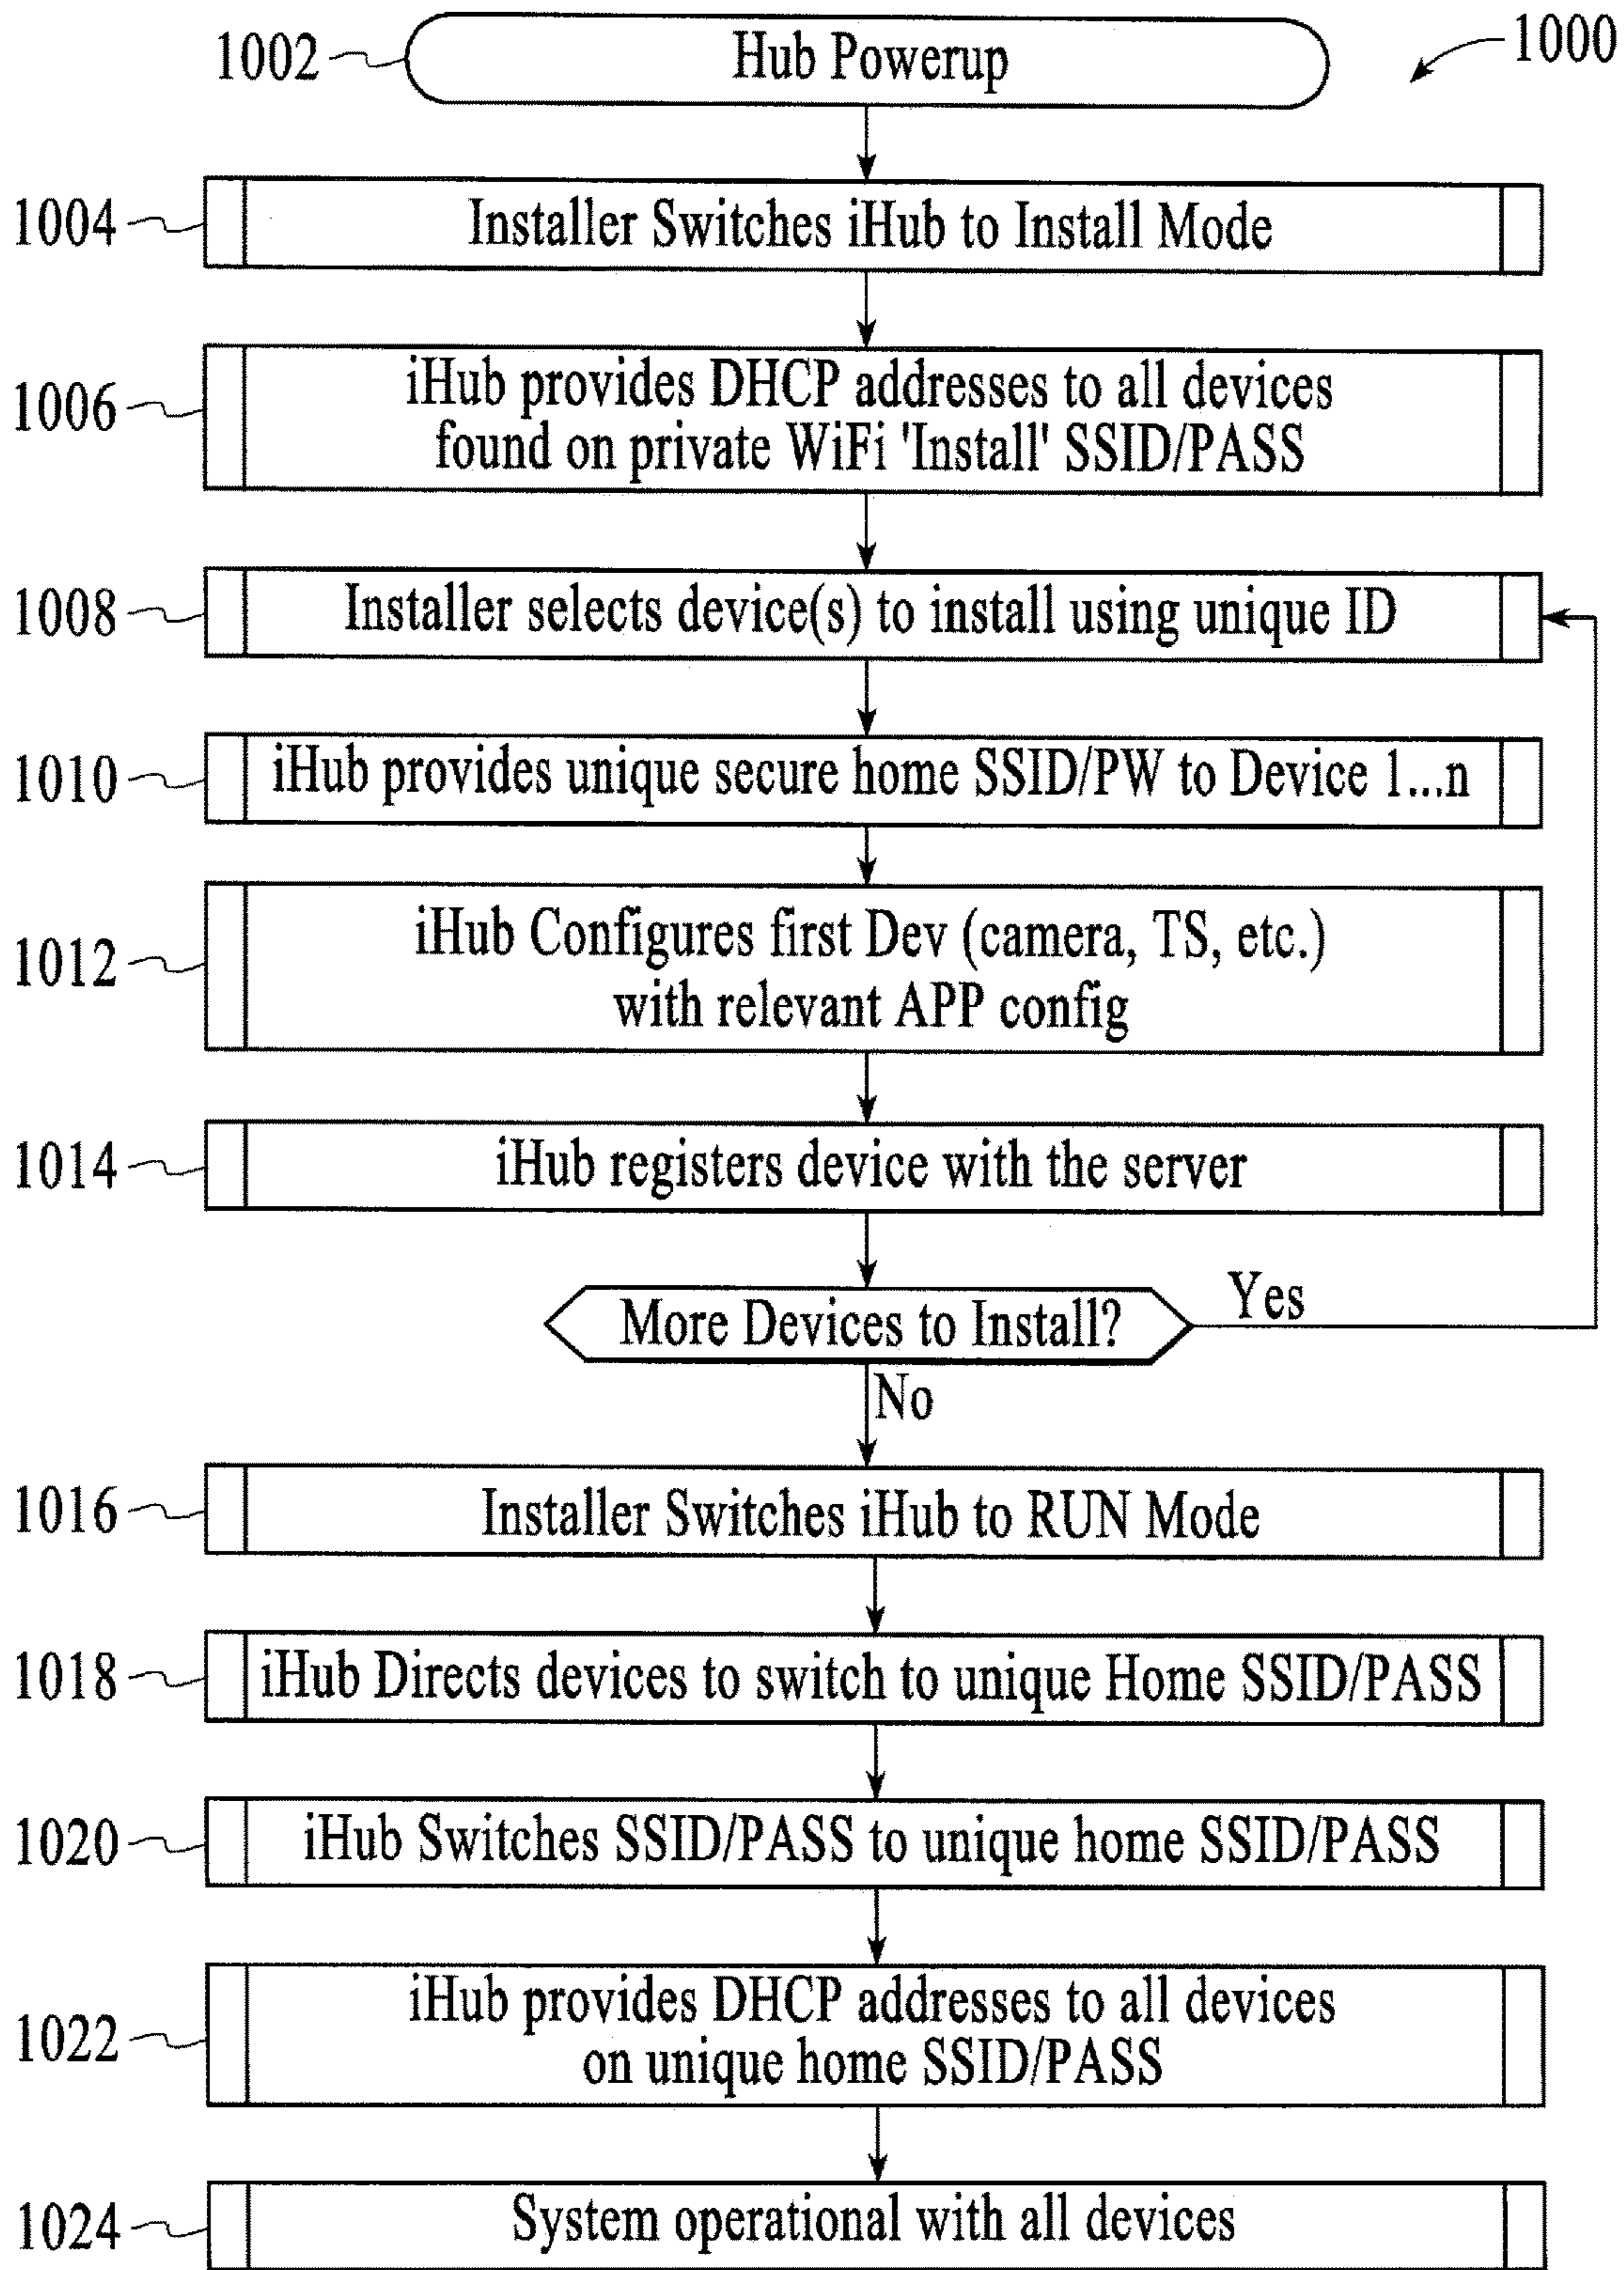 1000
1002
Hub Powerup
1004
Installer Switches iHub to Install Mode
1006
iHub provides DHCP addresses to all devices
found on private WiFi 'Install' SSID/PASS
1008
Installer selects device(s) to install using unique ID
1010
iHub provides unique secure home SSID/PW to Device 1...n
1012
iHub Configures first Dev (camera, TS, etc.)
with relevant APP config
1014
iHub registers device with the server
More Devices to Install?
Yes
No
1016
Installer Switches iHub to RUN Mode
1018
iHub Directs devices to switch to unique Home SSID/PASS
1020
iHub Switches SSID/PASS to unique home SSID/PASS
1022
iHub provides DHCP addresses to all devices
on unique home SSID/PASS
1024
System operational with all devices